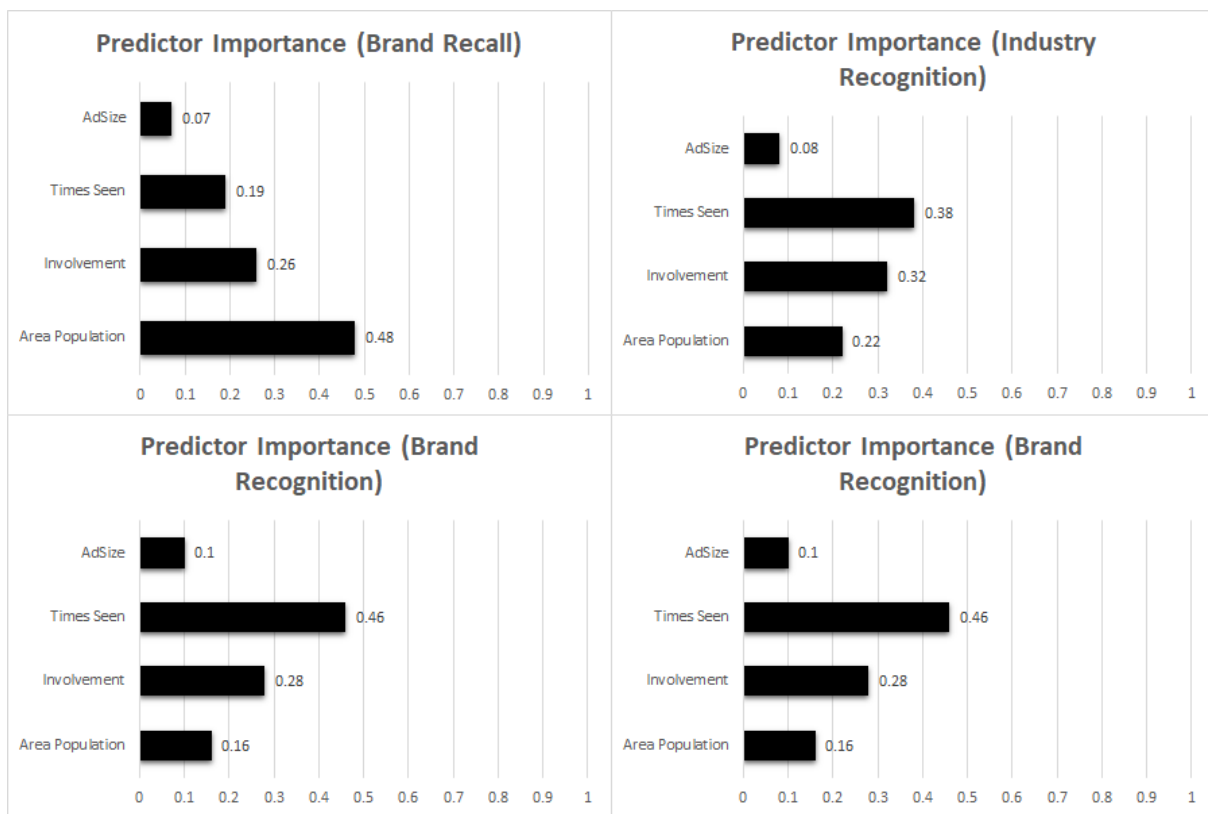 Predictor Importance (Brand Recall)
AdSize
0.07
Times Seen
0.19
Involvement
0.26
Area Population
0.48
0 0.1 0.2 0.3 0.4 0.5 0.6 0.7 0.8 0.9 1
Predictor Importance (Industry
Recognition)
AdSize
0.08
Times Seen
0.38
Involvement
0.32
Area Population
0.22
0 0.1 0.2 0.3 0.4 0.5 0.6 0.7 0.8 0.9 1
Predictor Importance (Brand
Recognition)
AdSize
0.1
Times Seen
0.46
Involvement
0.28
Area Population
0.16
0 0.1 0.2 0.3 0.4 0.5 0.6 0.7 0.8 0.9 1
Predictor Importance (Brand
Recognition)
AdSize
0.1
Times Seen
0.46
Involvement
0.28
Area Population
0.16
0 0.1 0.2 0.3 0.4 0.5 0.6 0.7 0.8 0.9 1